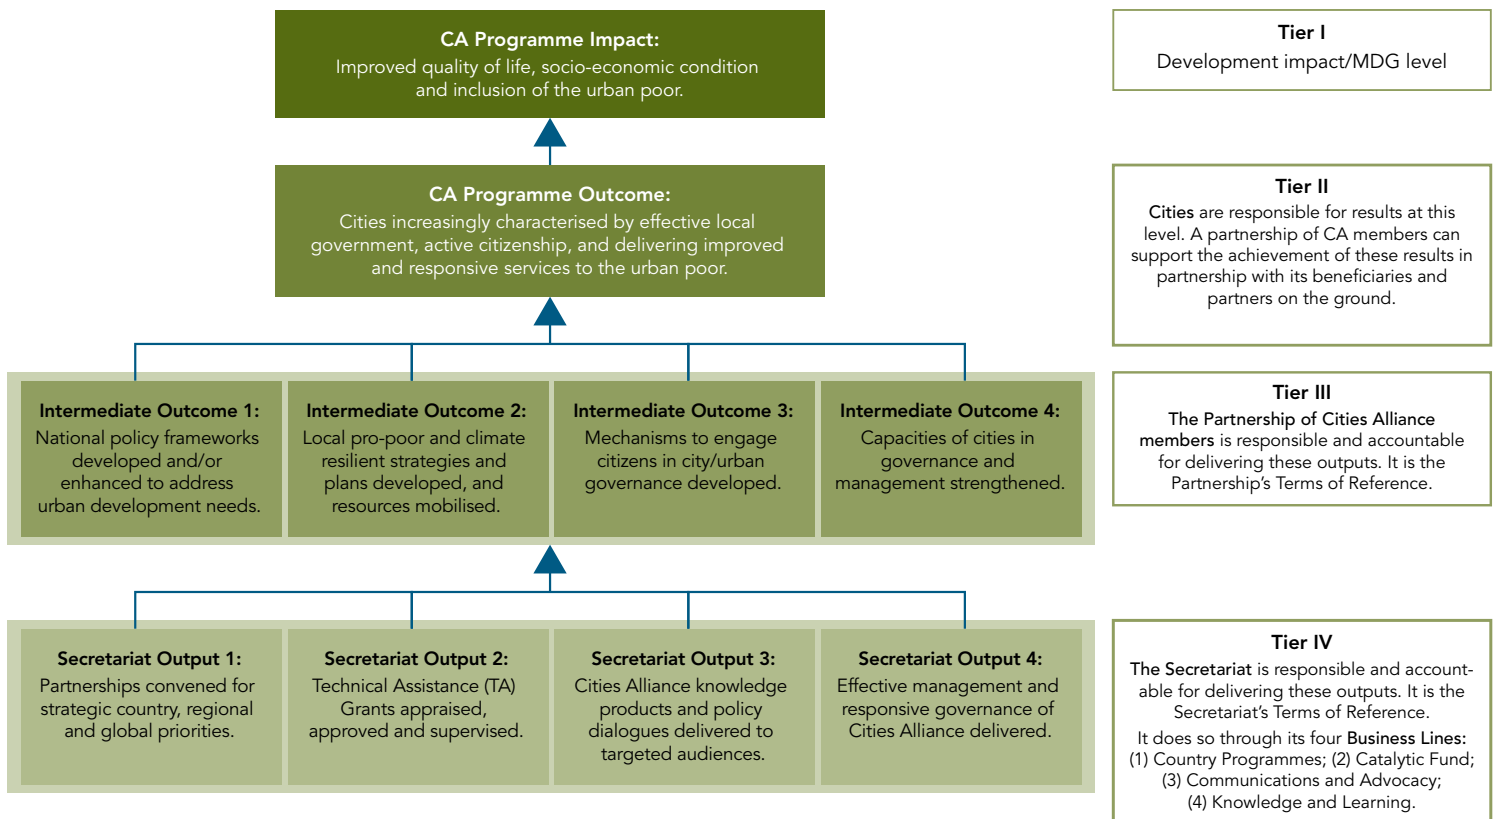 CA Programme Impact:
Improved quality of life, socio-economic condition
and inclusion of the urban poor.
Tier I
Development impact/MDG level
CA Programme Outcome:
Cities increasingly characterised by effective local
government, active citizenship, and delivering improved
and responsive services to the urban poor.
Tier II
Cities are responsible for results at this
level. A partnership of CA members can
support the achievement of these results in
partnership with its beneficiaries and
partners on the ground.
Intermediate Outcome 1:
National policy frameworks
developed and/or
enhanced to address
urban development needs.
Intermediate Outcome 2:
Local pro-poor and climate
resilient strategies and
plans developed, and
resources mobilised.
Intermediate Outcome 3:
Mechanisms to engage
citizens in city/urban
governance developed.
Intermediate Outcome 4:
Capacities of cities in
governance and
management strengthened.
Tier III
The Partnership of Cities Alliance
members is responsible and accountable
for delivering these outputs. It is the
Partnership’s Terms of Reference.
Secretariat Output 1:
Partnerships convened for
strategic country, regional
and global priorities.
Secretariat Output 2:
Technical Assistance (TA)
Grants appraised,
approved and supervised.
Secretariat Output 3:
Cities Alliance knowledge
products and policy
dialogues delivered to
targeted audiences.
Secretariat Output 4:
Effective management and
responsive governance of
Cities Alliance delivered.
Tier IV
The Secretariat is responsible and account-
able for delivering these outputs. It is the
Secretariat’s Terms of Reference.
It does so through its four Business Lines:
(1) Country Programmes; (2) Catalytic Fund;
(3) Communications and Advocacy;
(4) Knowledge and Learning.